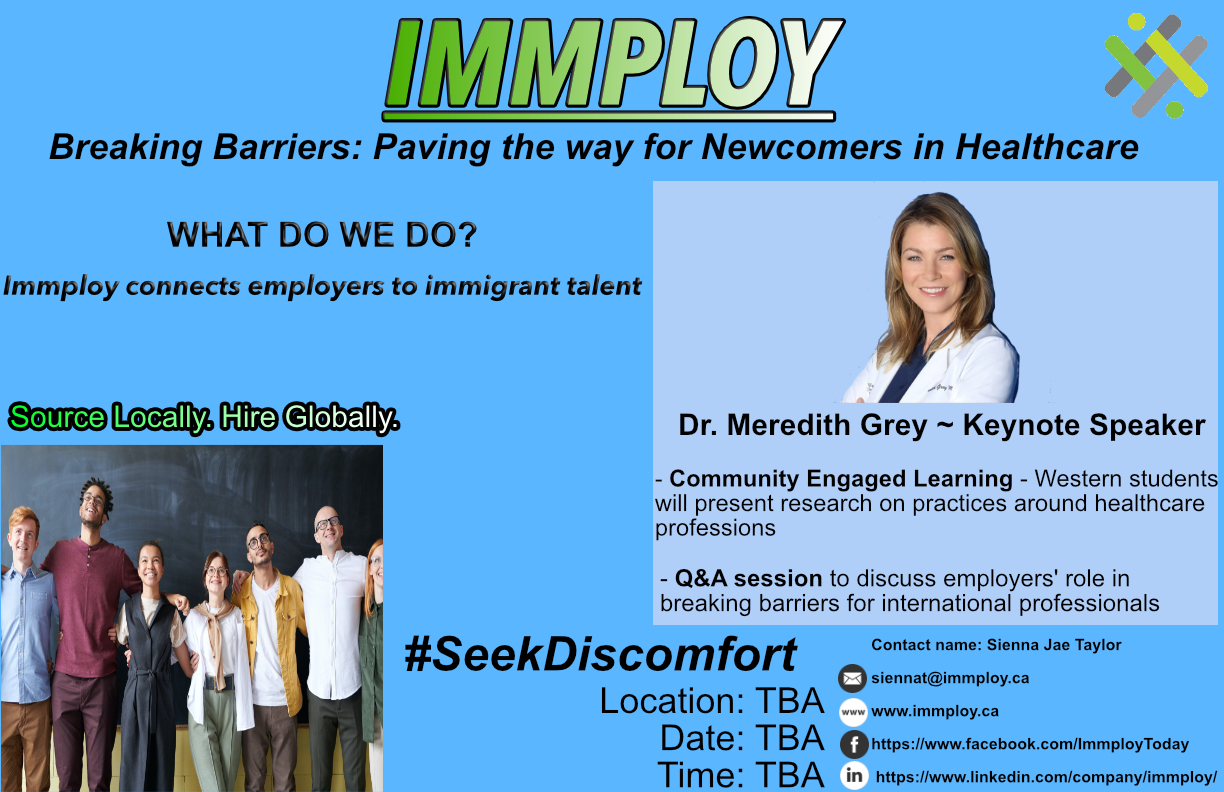 IMMPLOY
Breaking Barriers: Paving the way for Newcomers in Healthcare
WHAT DO WE DO?
Immploy connects employers to immigrant talent
Source Locally. Hire Globally.
Dr. Meredith Grey ~ Keynote Speaker
- Community Engaged Learning - Western students
will present research on practices around healthcare
professions
- Q&A session to discuss employers' role in
breaking barriers for international professionals
#SeekDiscomfort
Location: TBA
Date: TBA
Time: TBA
Contact name: Sienna Jae Taylor
siennat@immploy.ca
www
www.immploy.ca
f
https://www.facebook.com/ImmployToday
in
https://www.linkedin.com/company/immploy/